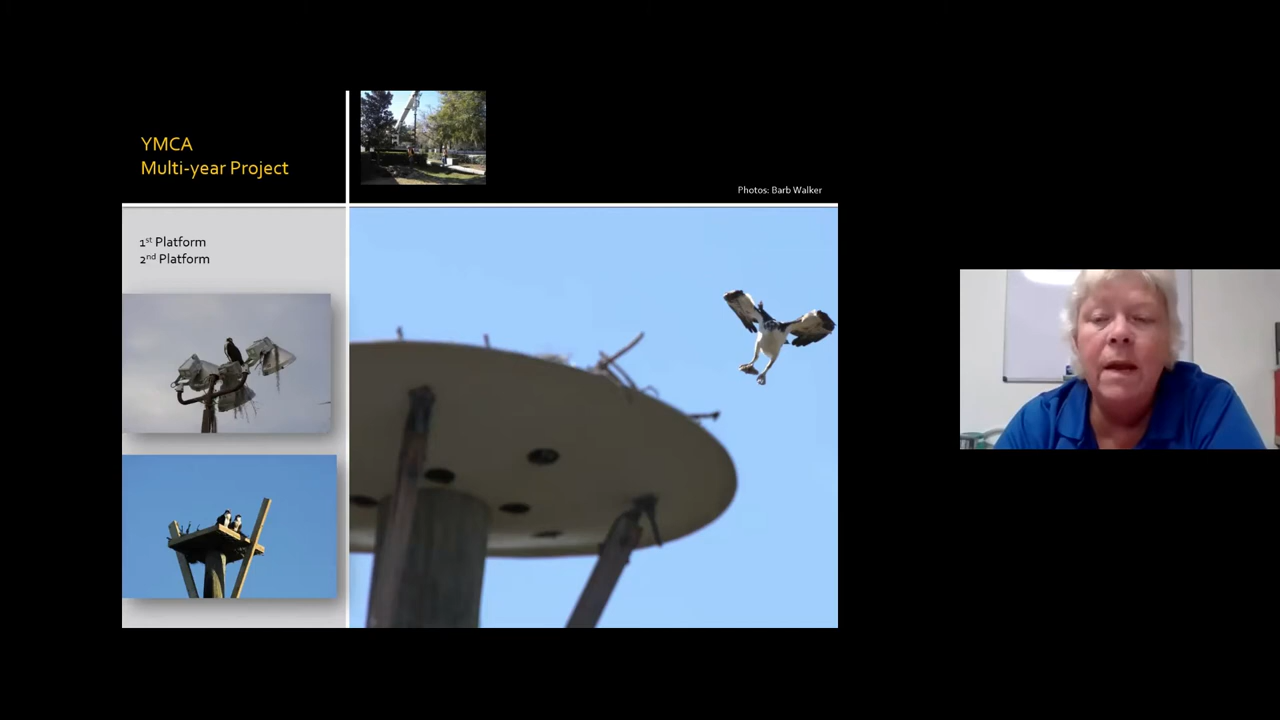 YMCA
Multi-year Project
Photos: Barb Walker
1st Platform
2nd Platform